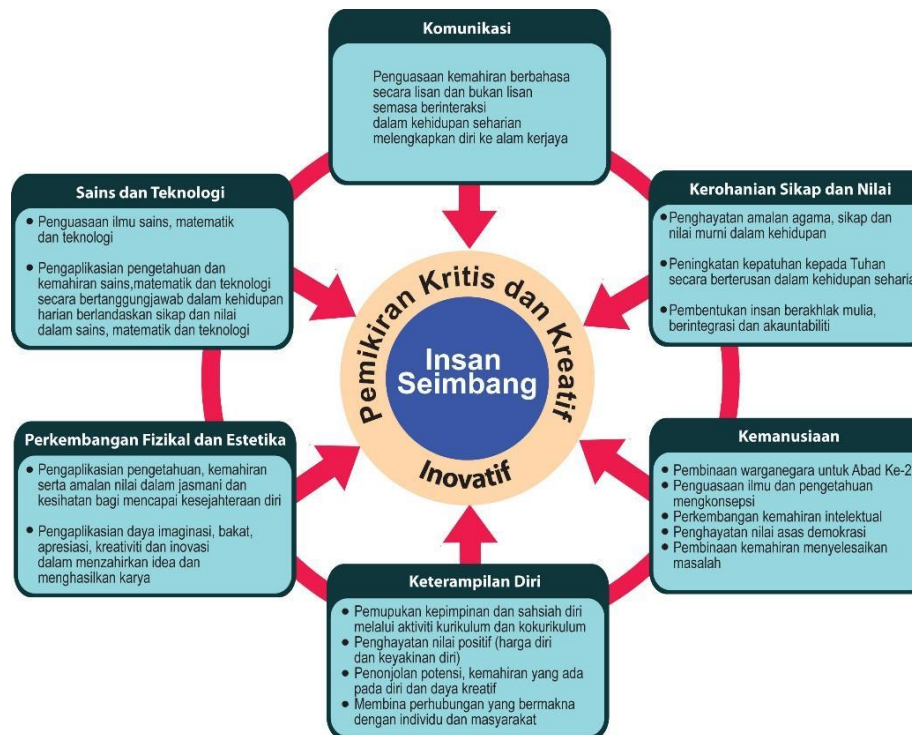 Komunikasi
Penguasaan kemahiran berbahasa
secara lisan dan bukan lisan
semasa berinteraksi
dalam kehidupan seharian
melengkapkan diri ke alam kerjaya
Sains dan Teknologi
• Penguasaan ilmu sains, matematik
dan teknologi
• Pengaplikasian pengetahuan dan
kemahiran sains,matematik dan teknologi
secara bertanggungjawab dalam kehidupan
harian berlandaskan sikap dan nilai
dalam sains, matematik dan teknologi
Kerohanian Sikap dan Nilai
• Penghayatan amalan agama, sikap dan
nilai murni dalam kehidupan
• Peningkatan kepatuhan kepada Tuhan
secara berterusan dalam kehidupan seharia
• Pembentukan insan berakhlak mulia,
berintegrasi dan akauntabiliti
Pemikiran Kritis dan Kreatif
Insan
Seimbang
Inovatif
Perkembangan Fizikal dan Estetika
• Pengaplikasian pengetahuan, kemahiran
serta amalan nilai dalam jasmani dan
kesihatan bagi mencapai kesejahteraan diri
• Pengaplikasian daya imaginasi, bakat,
apresiasi, kreativiti dan inovasi
dalam menzahirkan idea dan
menghasilkan karya
Kemanusiaan
• Pembinaan warganegara untuk Abad Ke-2
• Penguasaan ilmu dan pengetahuan
mengkonsepsi
• Perkembangan kemahiran intelektual
• Penghayatan nilai asas demokrasi
• Pembinaan kemahiran menyelesaikan
masalah
Keterampilan Diri
• Pemupukan kepimpinan dan sahsiah diri
melalui aktiviti kurikulum dan kokurikulum
• Penghayatan nilai positif (harga diri
dan keyakinan diri)
• Penonjolan potensi, kemahiran yang ada
pada diri dan daya kreatif
• Membina perhubungan yang bermakna
dengan individu dan masyarakat